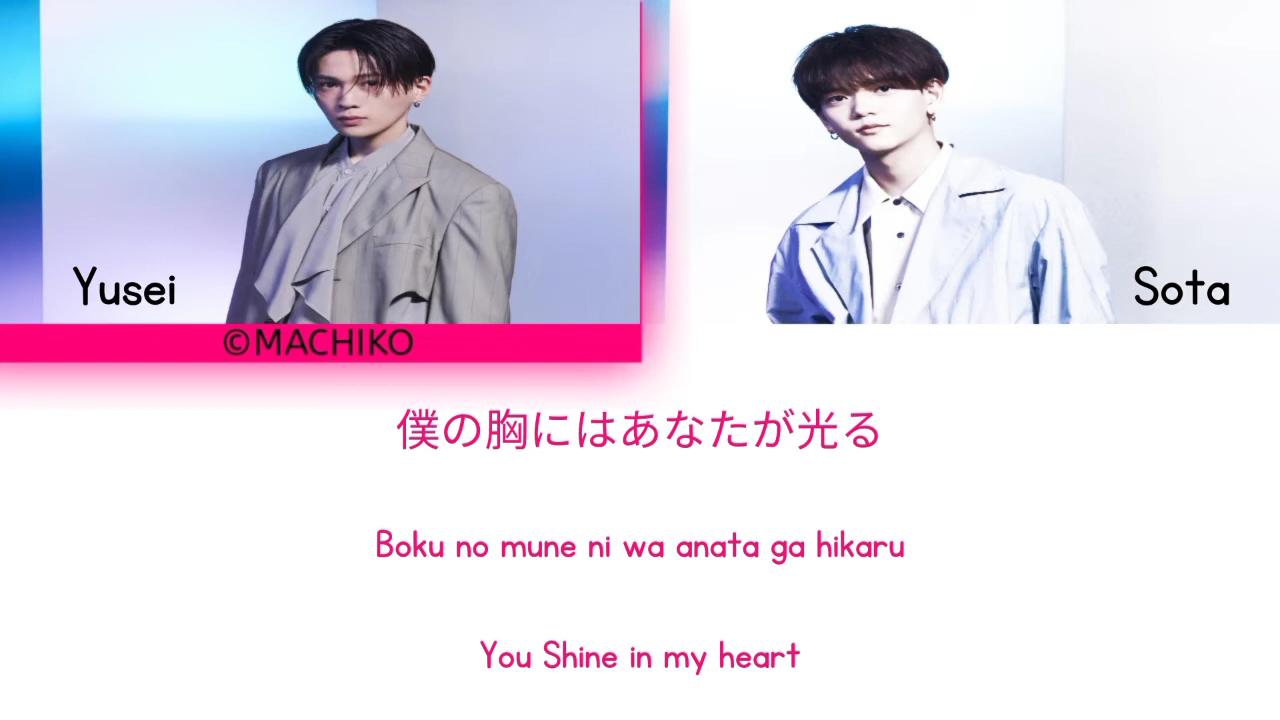 Yusei
Sota
©MACHIKO
僕の胸にはあなたが光る
Boku no mune ni wa anata ga hikaru
You Shine in my heart